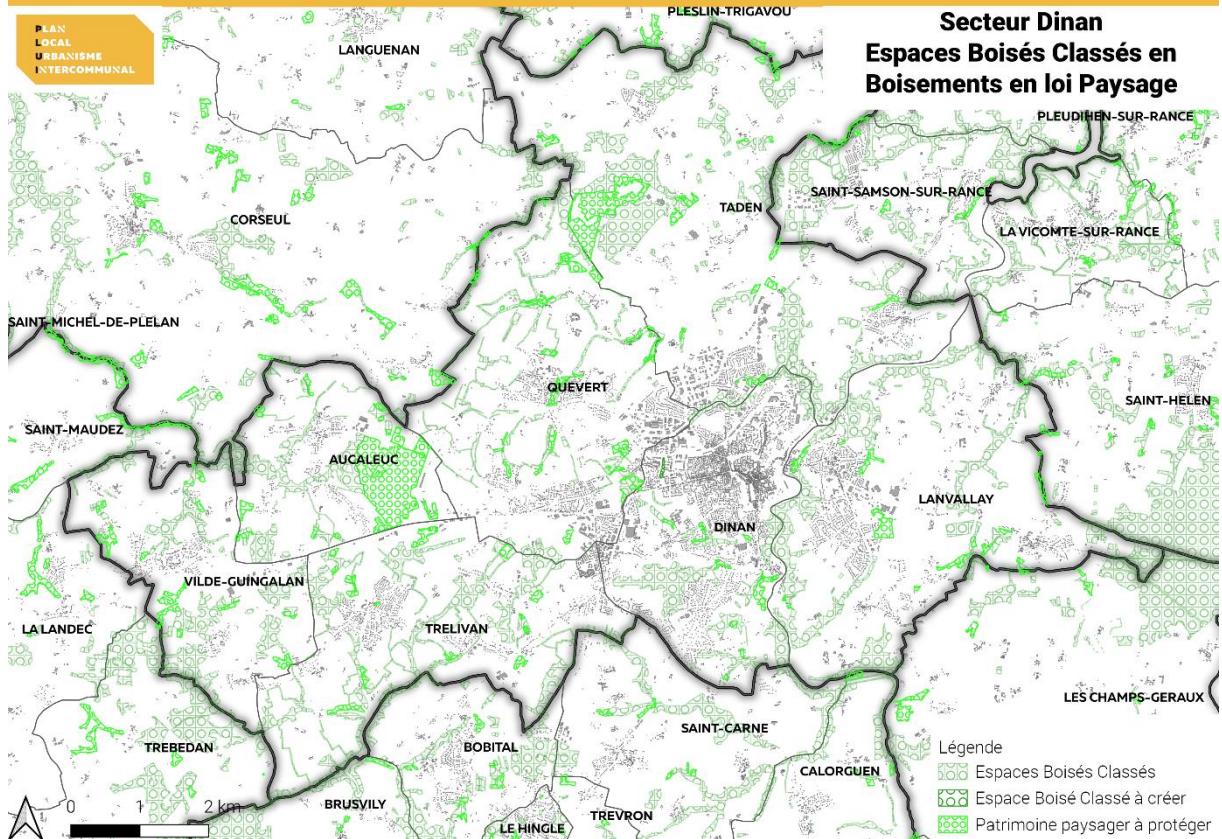 PLAN
LOCAL
URBANISME
INTERCOMMUNAL
Secteur Dinan
Espaces Boisés Classés en
Boisements en loi Paysage
PLESLIN-TRIGAVOU
LANGUENAN
PLEUDIHEN-SUR-RANCE
SAINT-SAMSON-SUR-RANCE
TADEN
CORSEUL
LA VICOMTE-SUR-RANCE
SAINT-MICHEL-DE-PLELAN
QUEVERT
SAINT-HELEN
SAINT-MAUDEZ
AUCALEUC
LANVALLAY
DINAN
VILDE-GUINGALAN
LA LANDEC
TRELIVAN
LES CHAMPS-GERAUX
SAINT-CARNE
TREBEDAN
BOBITAL
CALORGUEN
BRUSVILY
TREVRON
LE HINGLE
0 1 2 km
Légende
Espaces Boisés Classés
Espace Boisé Classé à créer
Patrimoine paysager à protéger